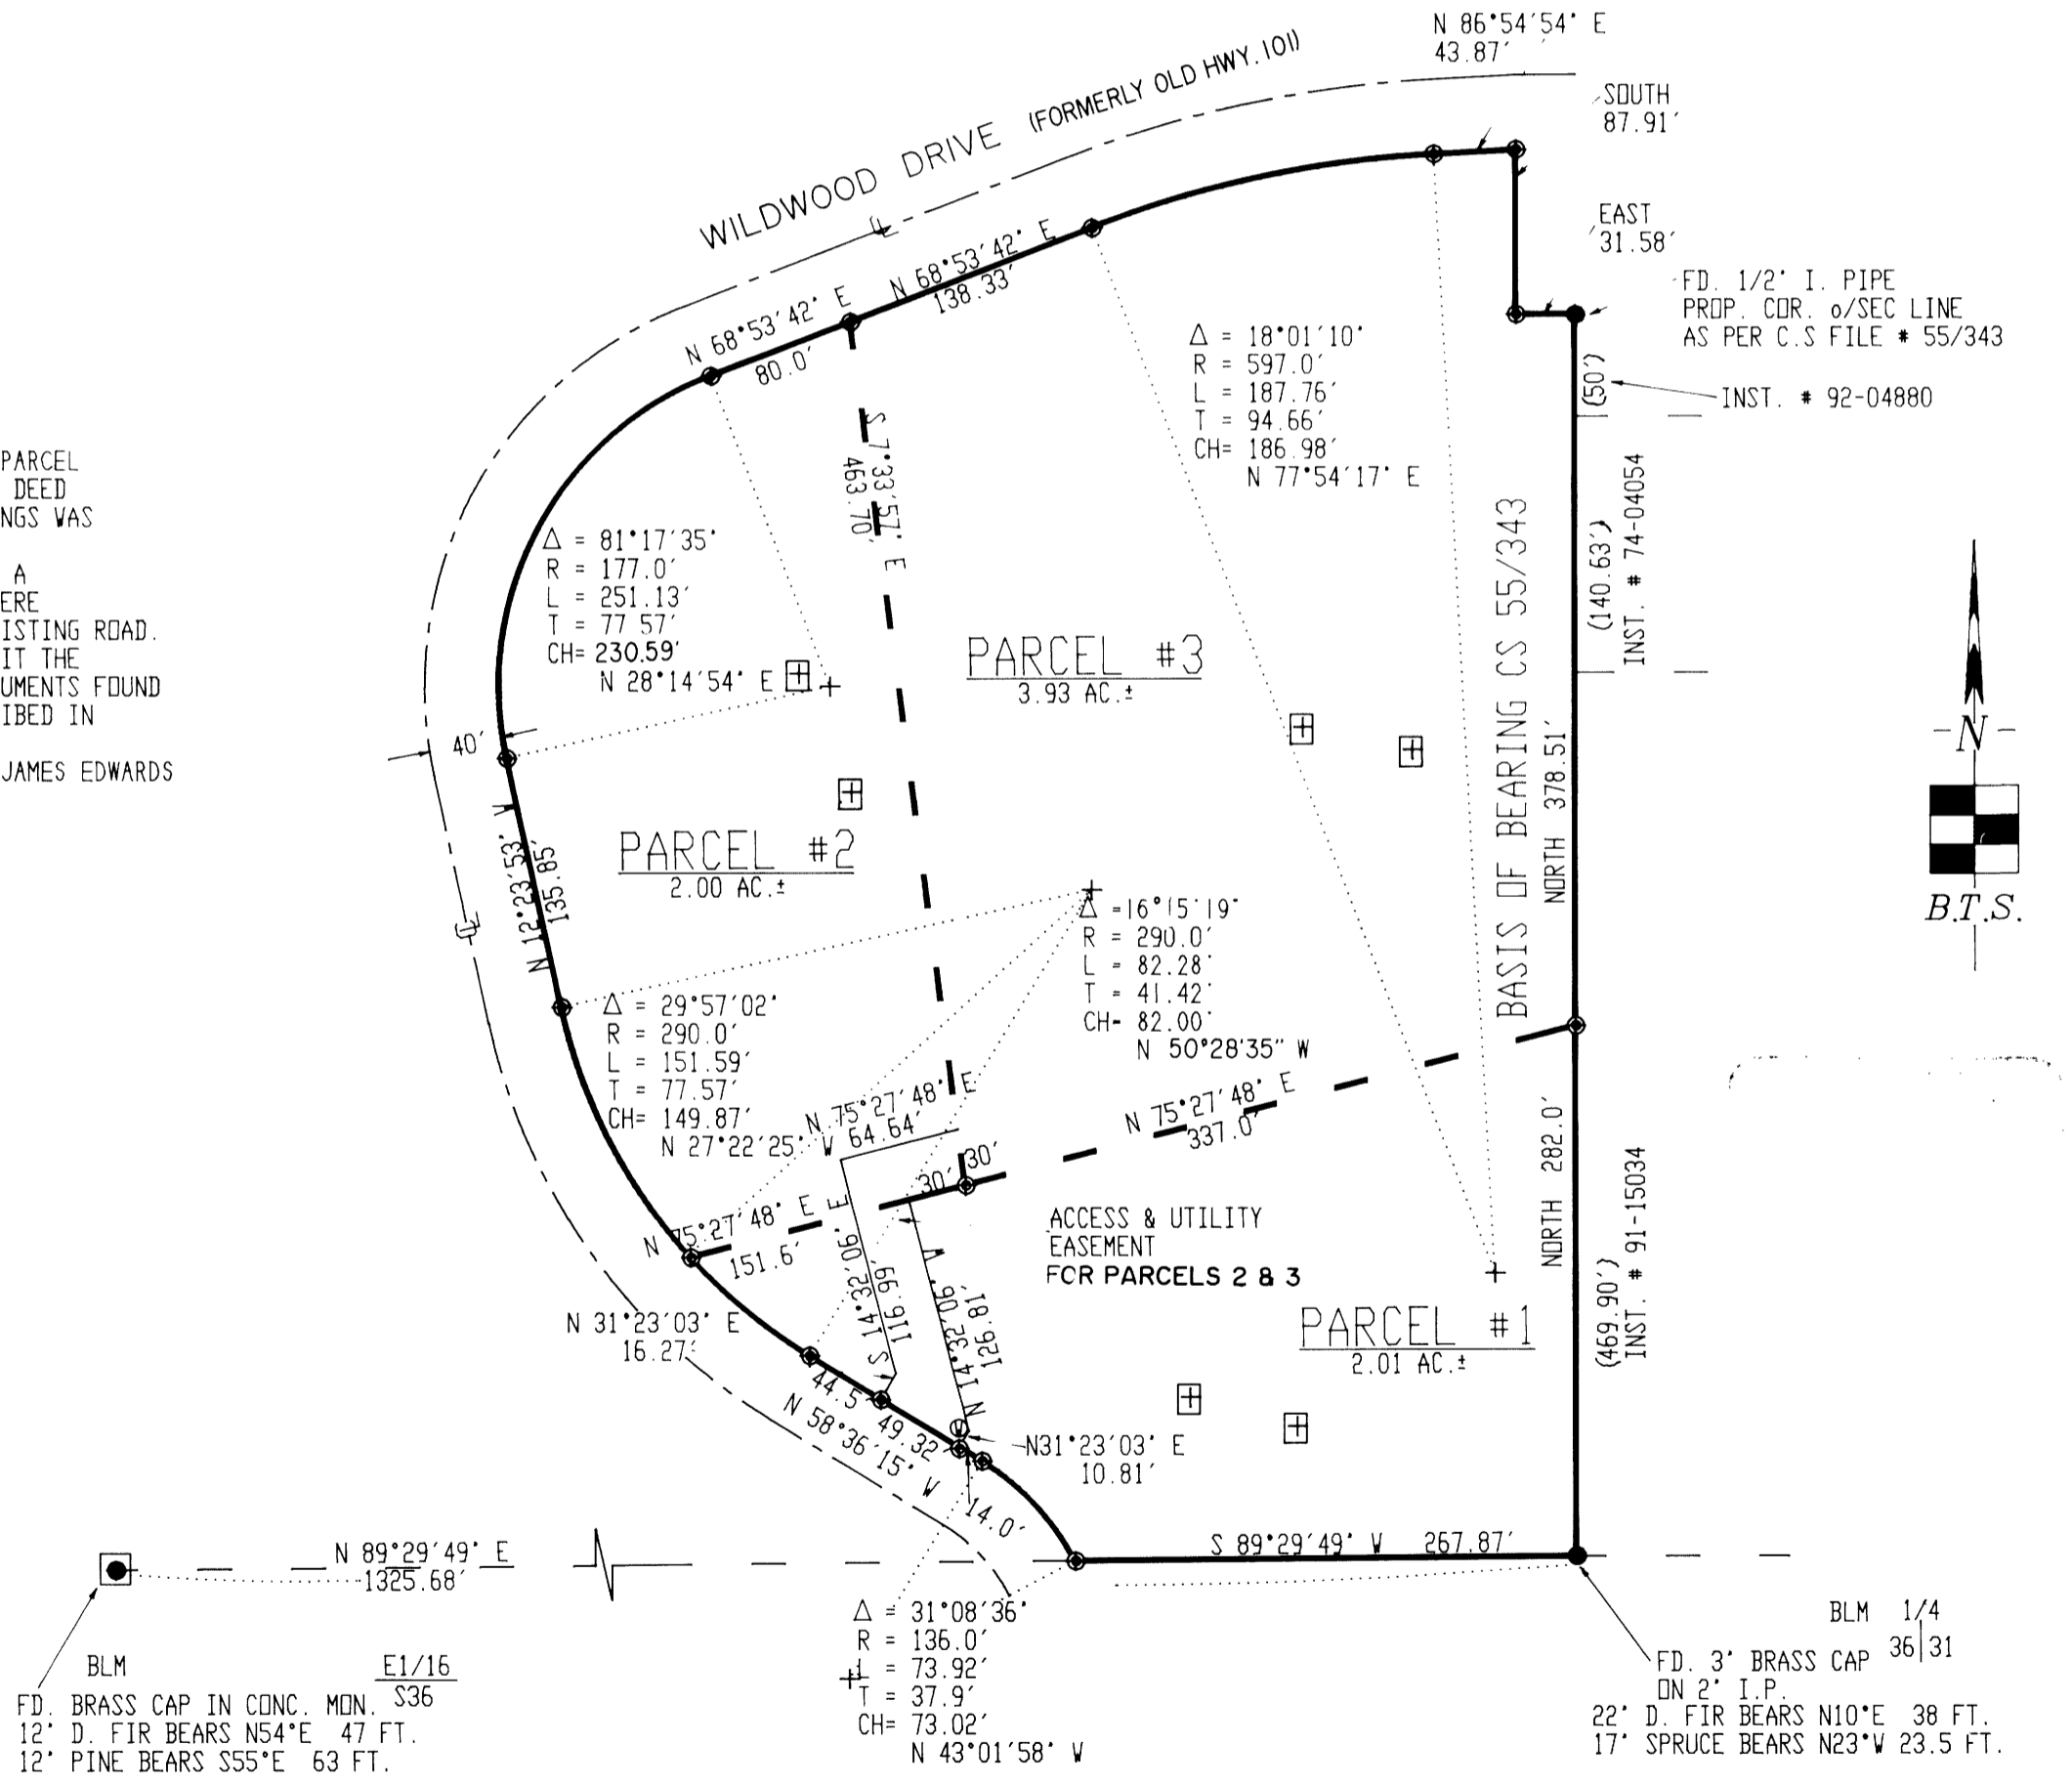 N 86°54'54" E
43.87'
SOUTH
87.91'
EAST
31.58'
FD. 1/2" I. PIPE
PROP. COR. o/SEC LINE
AS PER C.S FILE # 55/343
(50')
INST. # 92-04880
WILDWOOD DRIVE (FORMERLY OLD HWY. 101)
N 68°53'42" E
138.33'
N 68°53'42" E
80.0'
Δ = 18°01'10"
R = 597.0'
L = 187.76'
T = 94.66'
CH= 186.98'
N 77°54'17" E
S 7°33'57" E
463.70'
PARCEL
DEED
NGS WAS
A
ERE
ISTING ROAD.
IT THE
UMENTS FOUND
IBED IN
JAMES EDWARDS
Δ = 81°17'35"
R = 177.0'
L = 251.13'
T = 77.57'
CH= 230.59'
N 28°14'54" E
PARCEL #3
3.93 AC.±
BASIS OF BEARING CS 55/343
NORTH 378.51'
(140.63')
INST. # 74-04054
N
B.T.S.
40'
N 12°23'53" W
135.85'
PARCEL #2
2.00 AC.±
Δ =16°15'19"
R = 290.0'
L = 82.28'
T = 41.42'
CH- 82.00'
N 50°28'35" W
Δ = 29°57'02"
R = 290.0'
L = 151.59'
T = 77.57'
CH= 149.87'
N 27°22'25" W
N 75°27'48" E
64.64'
N 75°27'48" E
337.0'
30' 30'
N 75°27'48" E
151.6'
S 14°32'06" E
116.99'
N 14°32'06" W
126.81'
ACCESS & UTILITY
EASEMENT
FOR PARCELS 2 & 3
PARCEL #1
2.01 AC.±
NORTH 282.0'
(469.90')
INST. # 91-15034
N 31°23'03" E
16.27'
44.5
49.32'
N 58°36'15" W
14.0'
N31°23'03" E
10.81'
S 89°29'49" W 267.87'
N 89°29'49" E
1325.68'
Δ = 31°08'36"
R = 136.0'
L = 73.92'
T = 37.9'
CH= 73.02'
N 43°01'58" W
BLM E1/16
S36
FD. BRASS CAP IN CONC. MON.
12" D. FIR BEARS N54°E 47 FT.
12" PINE BEARS S55°E 63 FT.
BLM 1/4
36|31
FD. 3" BRASS CAP
ON 2" I.P.
22" D. FIR BEARS N10°E 38 FT.
17" SPRUCE BEARS N23°W 23.5 FT.